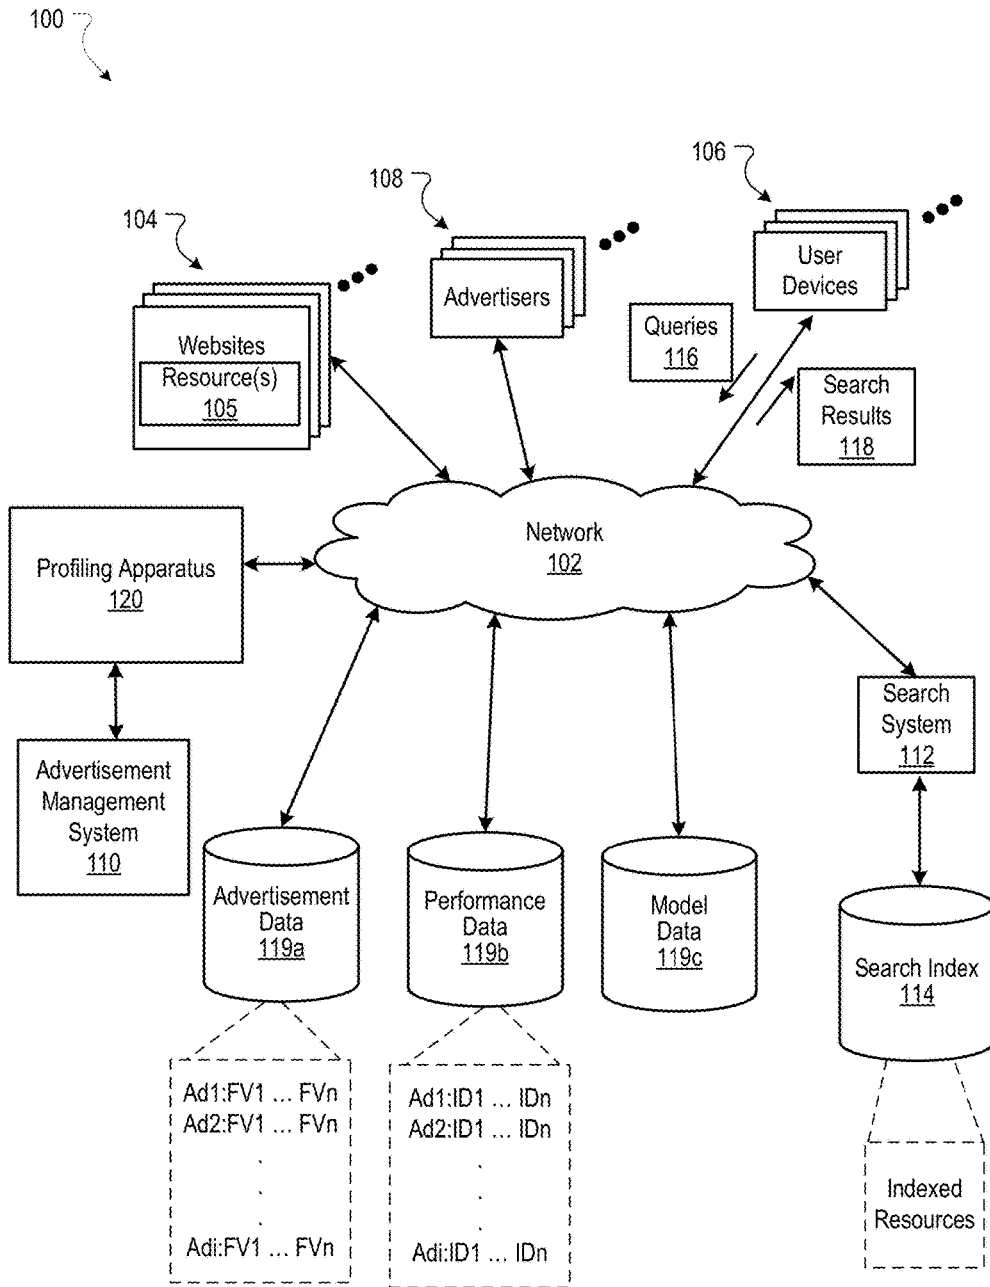 100
104
108
106
Websites
Resource(s)
105
Advertisers
User
Devices
Queries
116
Search
Results
118
Network
102
Profiling Apparatus
120
Advertisement
Management
System
110
Search
System
112
Advertisement
Data
119a
Performance
Data
119b
Model
Data
119c
Search Index
114
Ad1:FV1 ... FVn
Ad2:FV1 ... FVn
.
.
.
Adi:FV1 ... FVn
Ad1:ID1 ... IDn
Ad2:ID1 ... IDn
.
.
.
Adi:ID1 ... IDn
Indexed
Resources